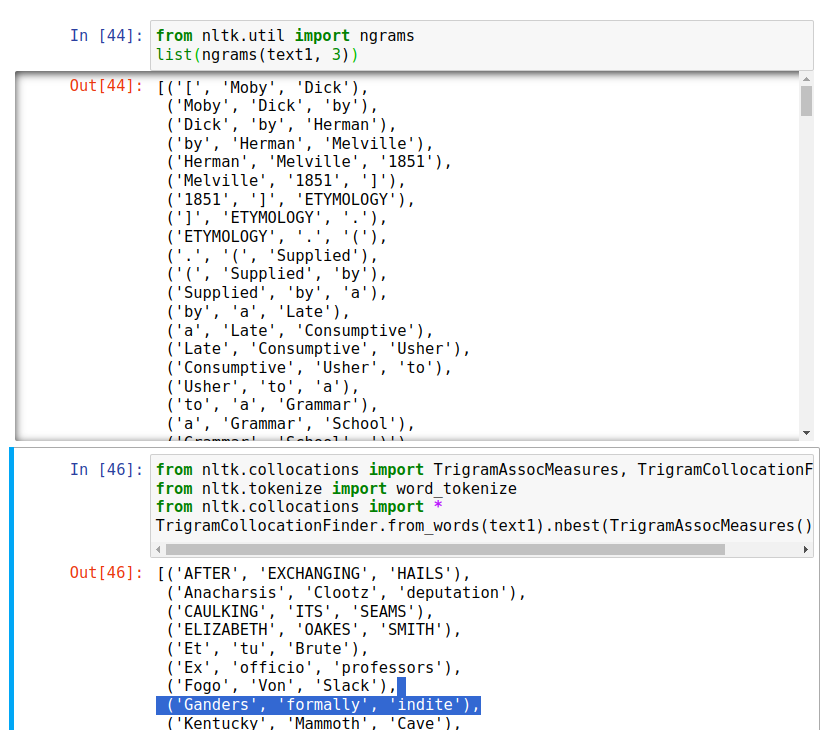 In [44]: from nltk.util import ngrams
list(ngrams(text1, 3))
Out[44]: [('[', 'Moby', 'Dick'),
('Moby', 'Dick', 'by'),
('Dick', 'by', 'Herman'),
('by', 'Herman', 'Melville'),
('Herman', 'Melville', '1851'),
('Melville', '1851', ']'),
('1851', ']', 'ETYMOLOGY'),
(']', 'ETYMOLOGY', '.'),
('ETYMOLOGY', '.', '('),
('.', '(', 'Supplied'),
('(', 'Supplied', 'by'),
('Supplied', 'by', 'a'),
('by', 'a', 'Late'),
('a', 'Late', 'Consumptive'),
('Late', 'Consumptive', 'Usher'),
('Consumptive', 'Usher', 'to'),
('Usher', 'to', 'a'),
('to', 'a', 'Grammar'),
('a', 'Grammar', 'School'),
('Grammar', 'School', ')'),
In [46]: from nltk.collocations import TrigramAssocMeasures, TrigramCollocationF
from nltk.tokenize import word_tokenize
from nltk.collocations import *
TrigramCollocationFinder.from_words(text1).nbest(TrigramAssocMeasures()
Out[46]: [('AFTER', 'EXCHANGING', 'HAILS'),
('Anacharsis', 'Clootz', 'deputation'),
('CAULKING', 'ITS', 'SEAMS'),
('ELIZABETH', 'OAKES', 'SMITH'),
('Et', 'tu', 'Brute'),
('Ex', 'officio', 'professors'),
('Fogo', 'Von', 'Slack'),
('Ganders', 'formally', 'indite'),
('Kentucky', 'Mammoth', 'Cave'),